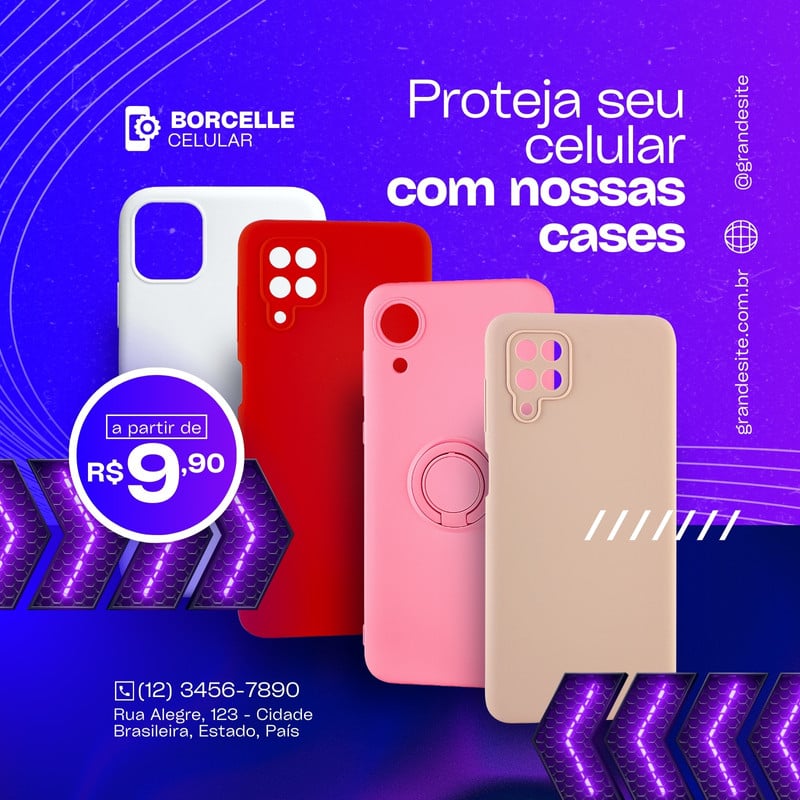 BORCELLE
CELULAR
Proteja seu
celular
com nossas
cases
@grandesite
grandesite.com.br
a partir de
R$9,90
(12) 3456-7890
Rua Alegre, 123 - Cidade
Brasileira, Estado, País